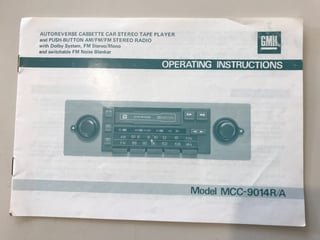 AUTOREVERSE CASSETTE CAR STEREO TAPE PLAYER
and PUSH-BUTTON AM/FM/FM STEREO RADIO
with Dolby System, FM Stereo/Mono
and switchable FM Noise Blanker
GMH
OPERATING INSTRUCTIONS
Model MCC-9014R/A